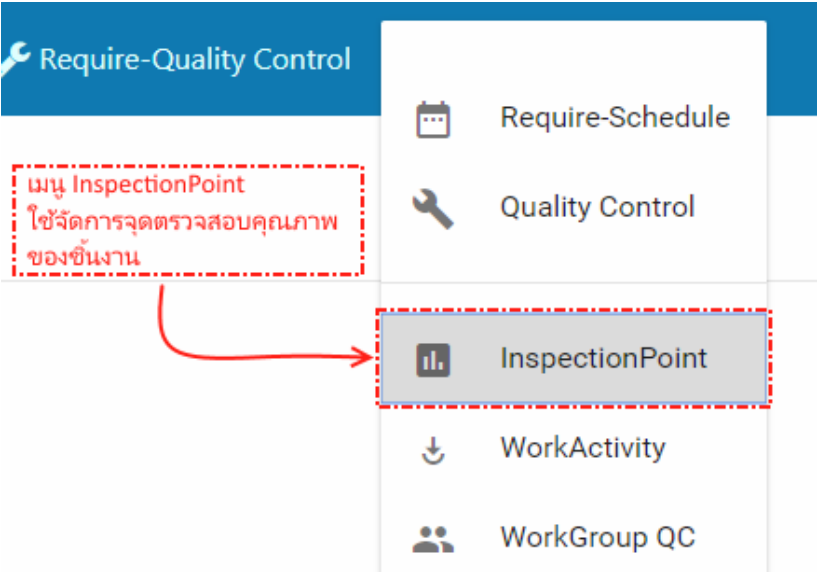 Require-Quality Control
Require-Schedule
เมนู InspectionPoint
ใช้จัดการจุดตรวจสอบคุณภาพ
ของชิ้นงาน
Quality Control
InspectionPoint
WorkActivity
WorkGroup QC